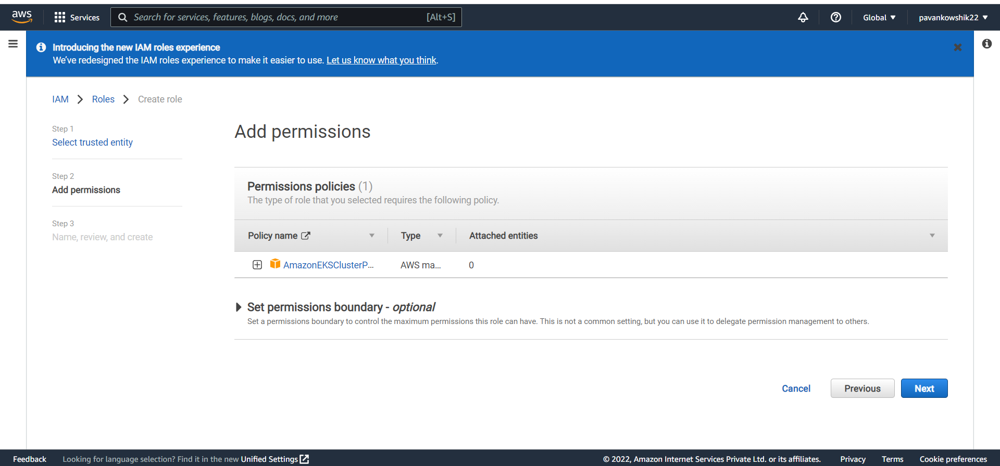 aws
Services
Search for services, features, blogs, docs, and more
[Alt+S]
Global
pavankowshik22
Introducing the new IAM roles experience
We've redesigned the IAM roles experience to make it easier to use. Let us know what you think.
IAM
Roles
Create role
Step 1
Select trusted entity
Step 2
Add permissions
Step 3
Name, review, and create
Add permissions
Permissions policies (1)
The type of role that you selected requires the following policy.
Policy name
Type
Attached entities
AmazonEKSClusterP...
AWS ma...
0
Set permissions boundary - optional
Set a permissions boundary to control the maximum permissions this role can have. This is not a common setting, but you can use it to delegate permission management to others.
Cancel
Previous
Next
Feedback
Looking for language selection? Find it in the new Unified Settings
© 2022, Amazon Internet Services Private Ltd. or its affiliates.
Privacy
Terms
Cookie preferences